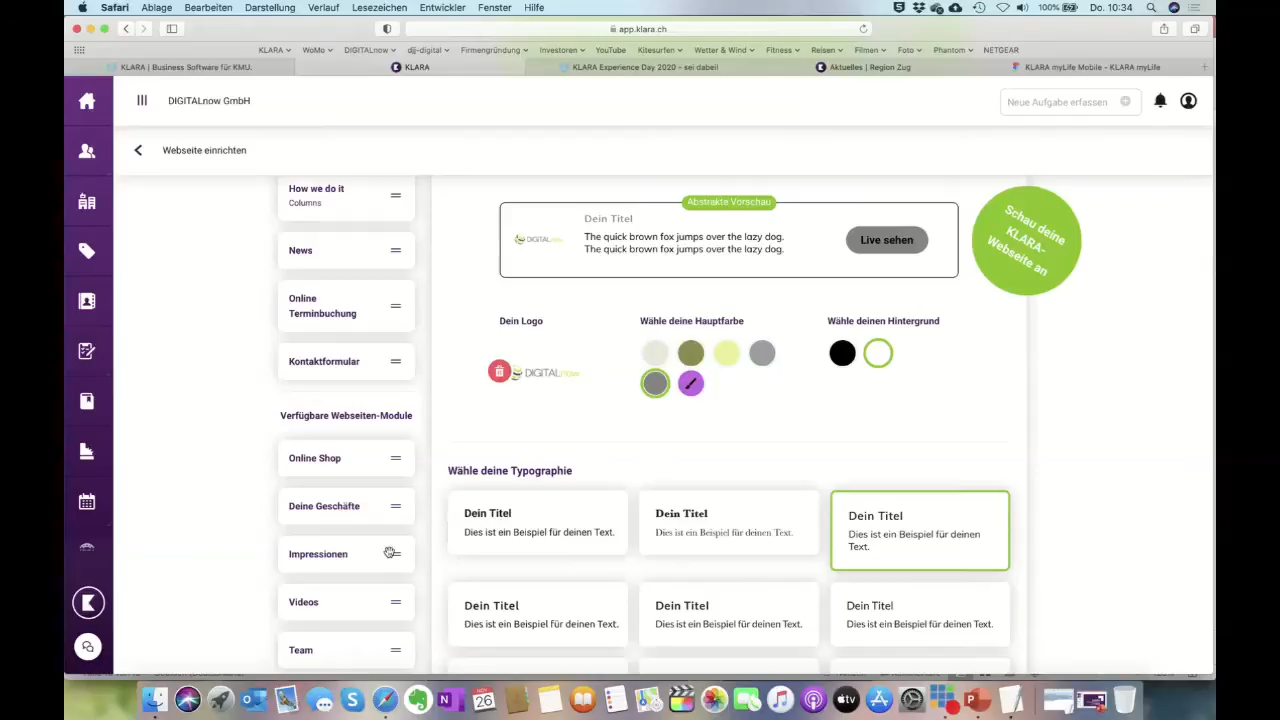 Safari Ablage Bearbeiten Darstellung Verlauf Lesezeichen Entwickler Fenster Hilfe 100% Do. 10:34
app.klara.ch
KLARA WoMo DIGITALnow djj-digital Firmengründung Investoren YouTube Kitesurfen Wetter & Wind Fitness Reisen Filmen Foto Phantom NETGEAR
KLARA | Business Software für KMU. KLARA KLARA Experience Day 2020 - sei dabei! Aktuelles | Region Zug KLARA myLife Mobile - KLARA myLife
DIGITALnow GmbH
Neue Aufgabe erfassen
Webseite einrichten
How we do it
Columns
News
Online
Terminbuchung
Kontaktformular
Verfügbare Webseiten-Module
Online Shop
Deine Geschäfte
Impressionen
Videos
Team
Abstrakte Vorschau
Dein Titel
DIGITALnow
The quick brown fox jumps over the lazy dog.
The quick brown fox jumps over the lazy dog.
Live sehen
Schau deine
KLARA-
Webseite an
Dein Logo
Wähle deine Hauptfarbe
Wähle deinen Hintergrund
DIGITALnow
Wähle deine Typographie
Dein Titel
Dies ist ein Beispiel für deinen Text.
Dein Titel
Dies ist ein Beispiel für deinen Text.
Dein Titel
Dies ist ein Beispiel für deinen
Text.
Dein Titel
Dies ist ein Beispiel für deinen Text.
Dein Titel
Dies ist ein Beispiel für deinen Text.
Dein Titel
Dies ist ein Beispiel für deinen Text.
NOV
26